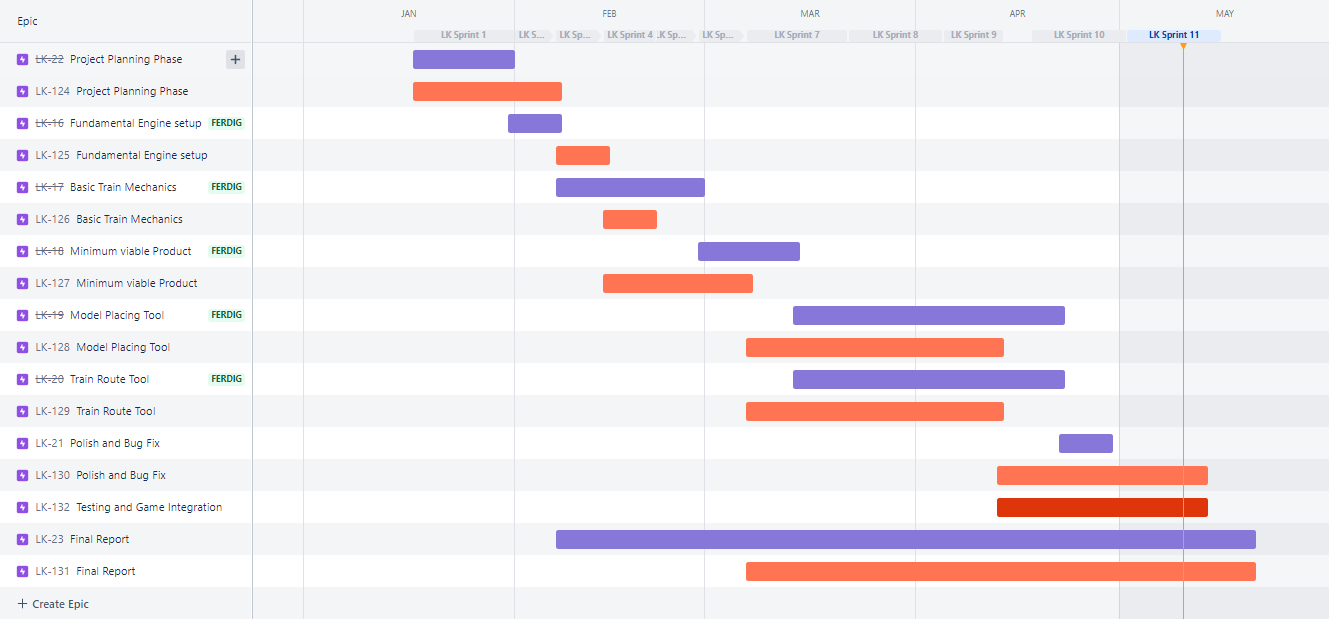 Epic
JAN FEB MAR APR MAY
LK Sprint 1 LK S... LK Sp... LK Sprint 4 .K Sp... LK Sp... LK Sprint 7 LK Sprint 8 LK Sprint 9 LK Sprint 10 LK Sprint 11
LK-22 Project Planning Phase +
LK-124 Project Planning Phase
LK-16 Fundamental Engine setup FERDIG
LK-125 Fundamental Engine setup
LK-17 Basic Train Mechanics FERDIG
LK-126 Basic Train Mechanics
LK-18 Minimum viable Product FERDIG
LK-127 Minimum viable Product
LK-19 Model Placing Tool FERDIG
LK-128 Model Placing Tool
LK-20 Train Route Tool FERDIG
LK-129 Train Route Tool
LK-21 Polish and Bug Fix
LK-130 Polish and Bug Fix
LK-132 Testing and Game Integration
LK-23 Final Report
LK-131 Final Report
+ Create Epic